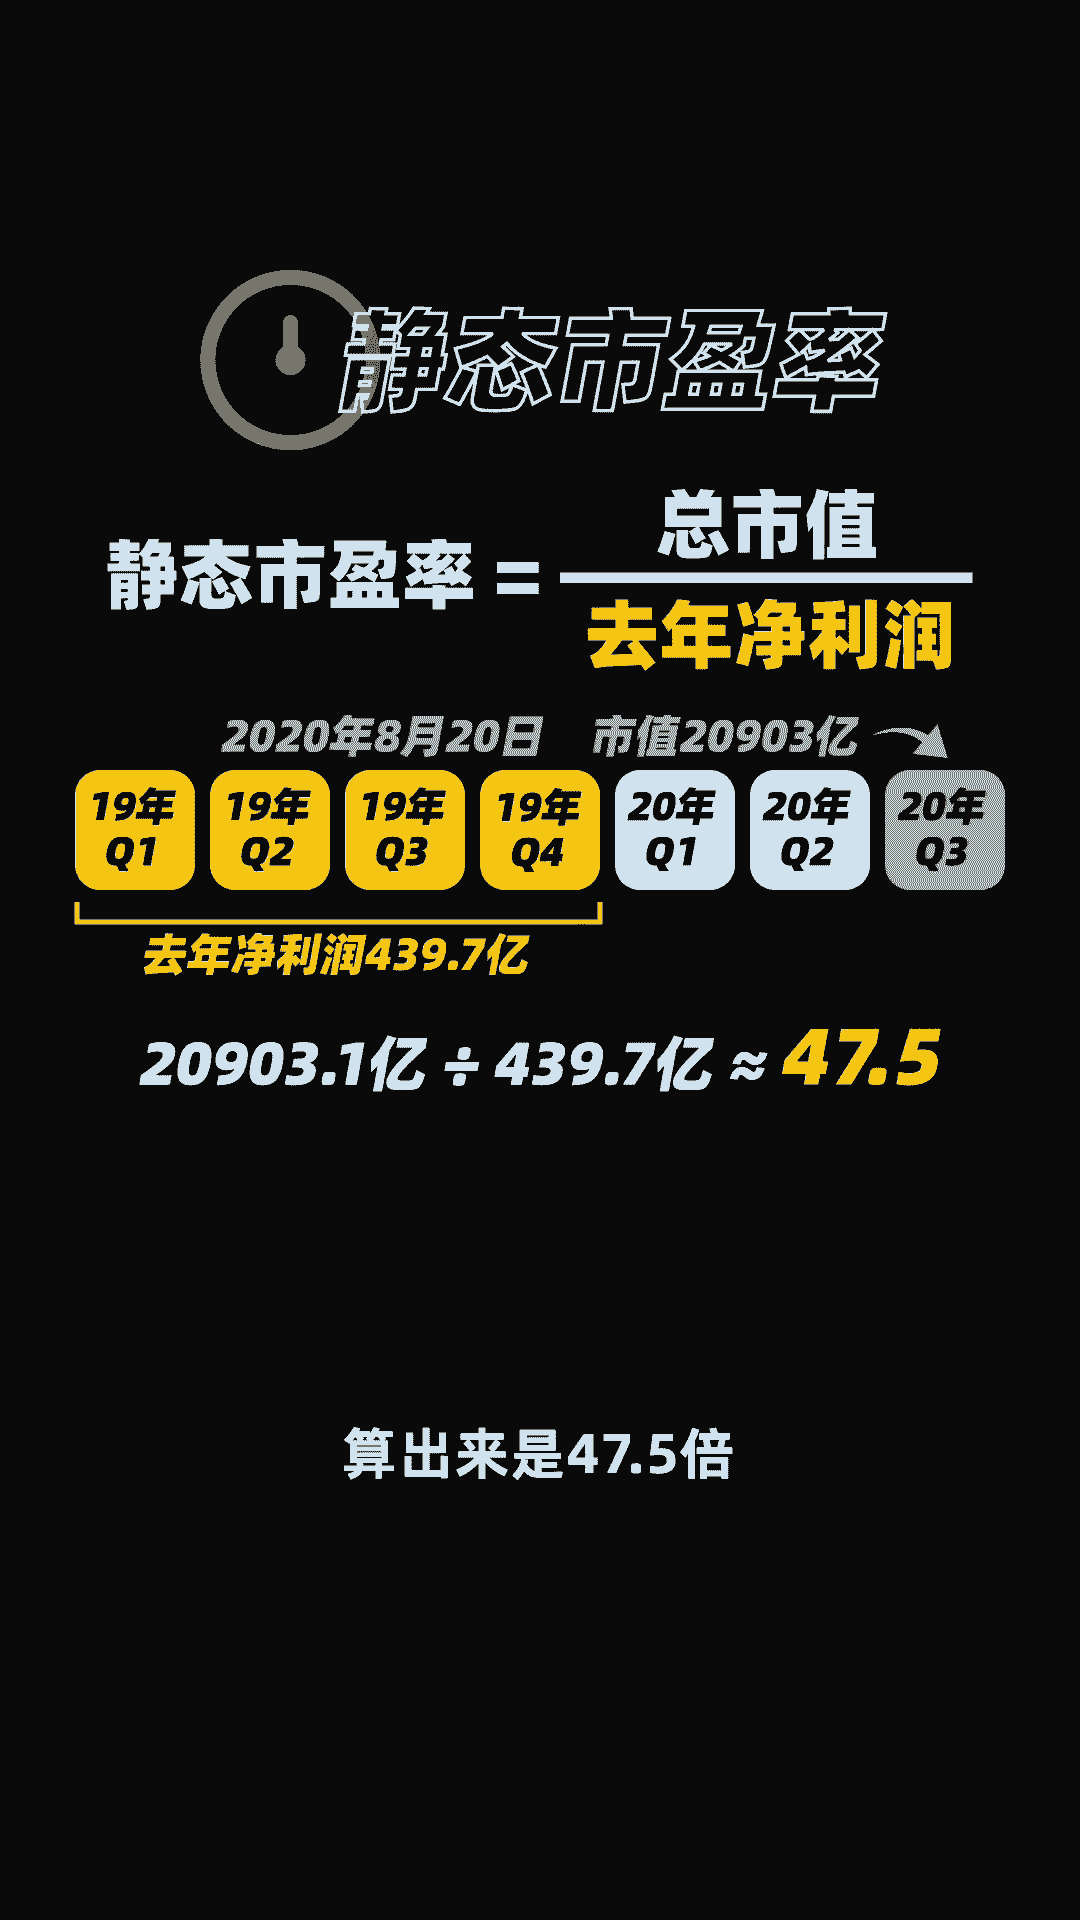 静态市盈率
静态市盈率 = 总市值
去年净利润
2020年8月20日 市值20903亿
19年 Q1
19年 Q2
19年 Q3
19年 Q4
20年 Q1
20年 Q2
20年 Q3
去年净利润439.7亿
20903.1亿 ÷ 439.7亿 ≈ 47.5
算出来是47.5倍